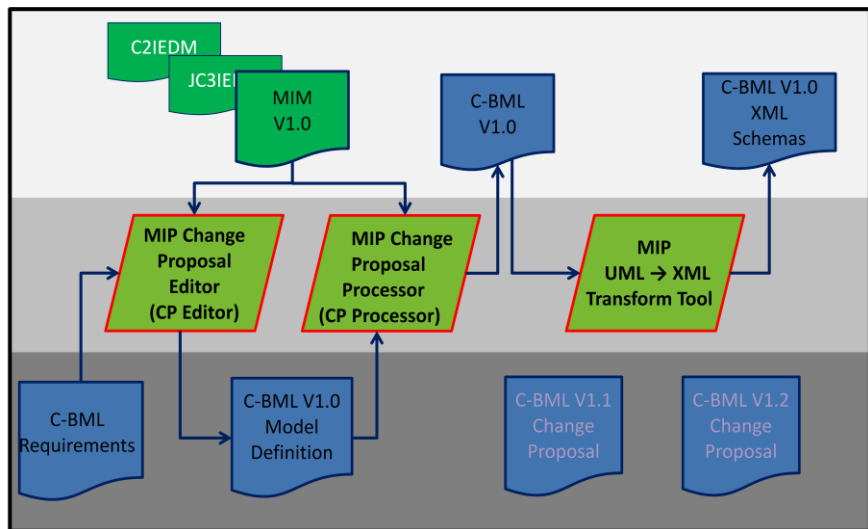 C2IEDM
JC3IE
MIM
V1.0
C-BML
V1.0
C-BML V1.0
XML
Schemas
MIP Change
Proposal
Editor
(CP Editor)
MIP Change
Proposal
Processor
(CP Processor)
MIP
UML → XML
Transform Tool
C-BML
Requirements
C-BML V1.0
Model
Definition
C-BML V1.1
Change
Proposal
C-BML V1.2
Change
Proposal